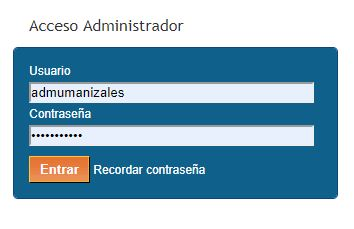 Acceso Administrador
Usuario
admumanizales
Contraseña
•••••••••••
Entrar Recordar contraseña